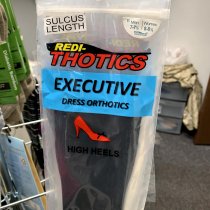 SULCUS
LENGTH
REDI-
THOTICS
EXECUTIVE
DRESS ORTHOTICS
HIGH HEELS